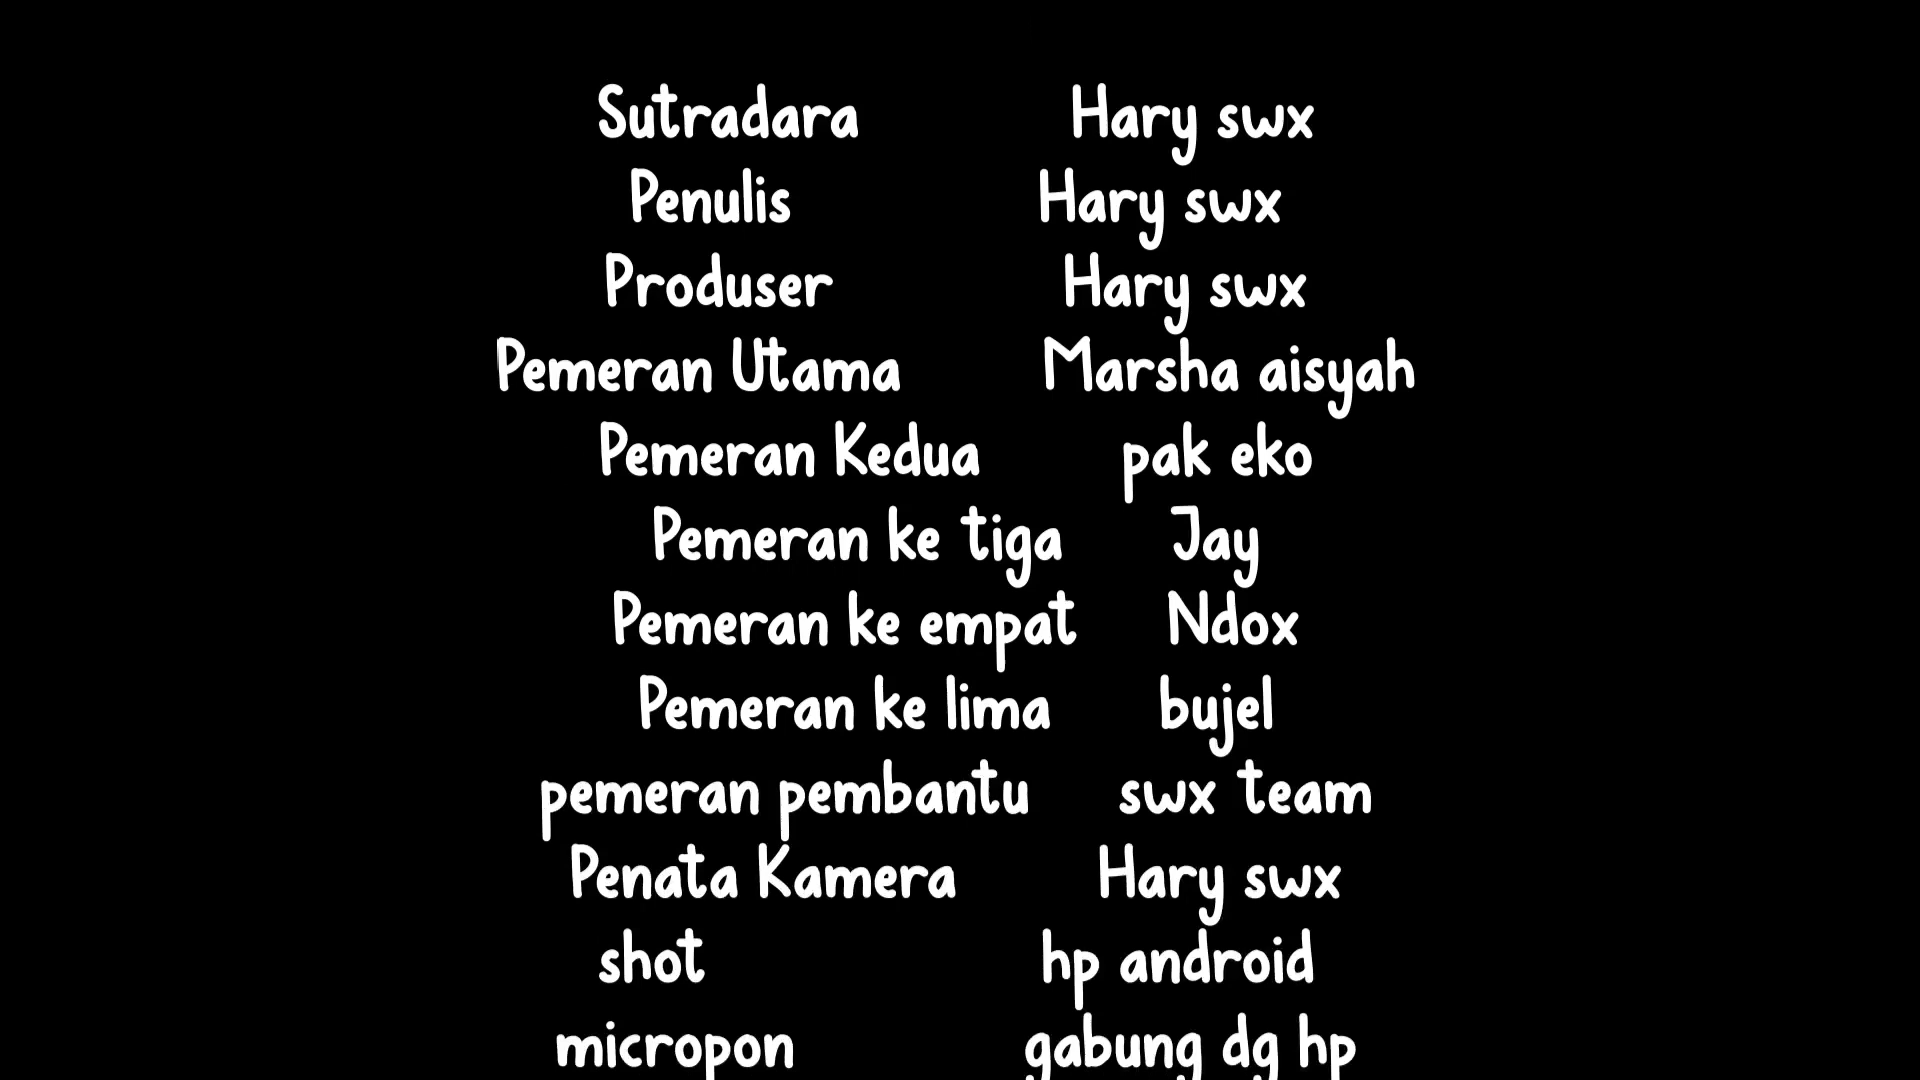 Sutradara Hary swx
Penulis Hary swx
Produser Hary swx
Pemeran Utama Marsha aisyah
Pemeran Kedua pak eko
Pemeran ke tiga Jay
Pemeran ke empat Ndox
Pemeran ke lima bujel
pemeran pembantu swx team
Penata Kamera Hary swx
shot hp android
micropon gabung dg hp